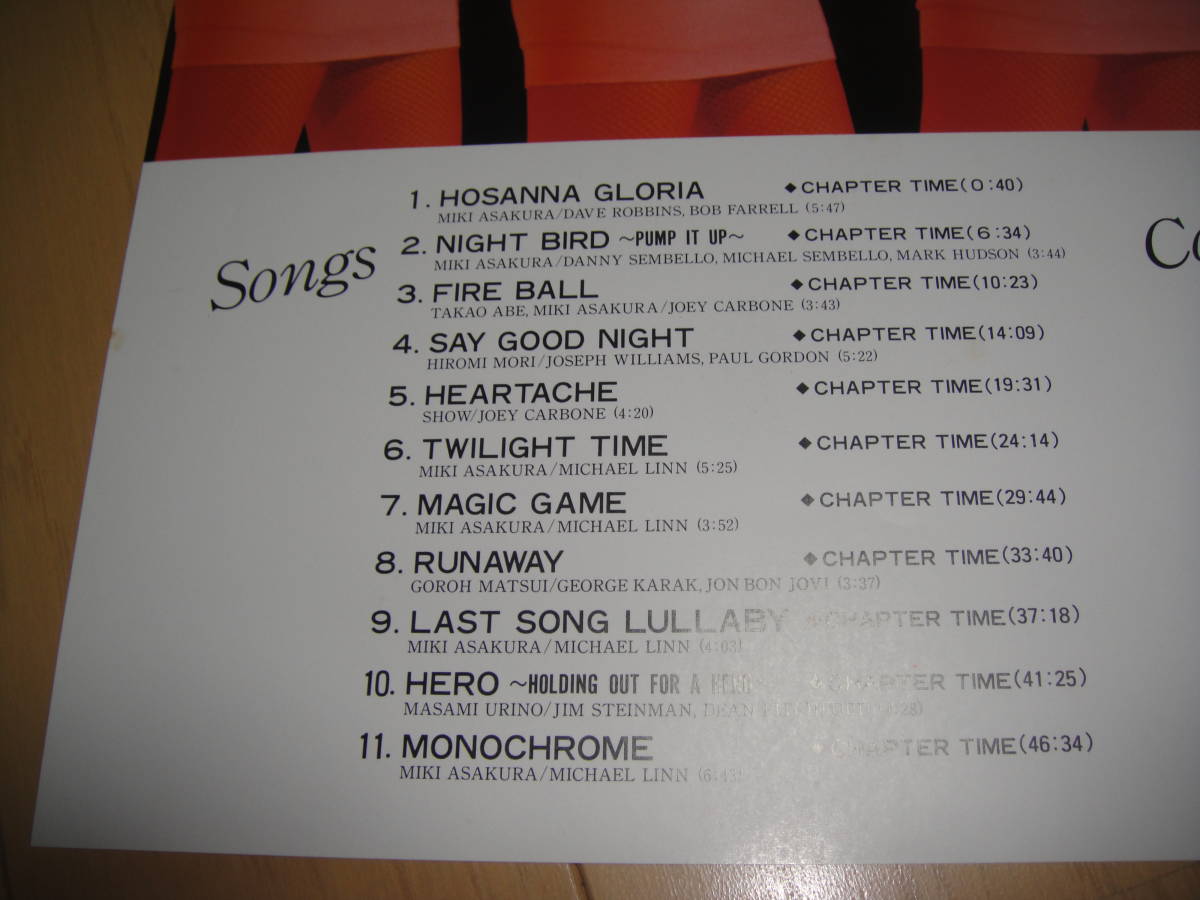 Songs
1. HOSANNA GLORIA ◆CHAPTER TIME(0:40)
MIKI ASAKURA/DAVE ROBBINS, BOB FARRELL (5:47)
2. NIGHT BIRD ~PUMP IT UP~ ◆CHAPTER TIME(6:34)
MIKI ASAKURA/DANNY SEMBELLO, MICHAEL SEMBELLO, MARK HUDSON (3:44)
3. FIRE BALL ◆CHAPTER TIME(10:23)
TAKAO ABE, MIKI ASAKURA/JOEY CARBONE (3:43)
4. SAY GOOD NIGHT ◆CHAPTER TIME(14:09)
HIROMI MORI/JOSEPH WILLIAMS, PAUL GORDON (5:22)
5. HEARTACHE ◆CHAPTER TIME(19:31)
SHOW/JOEY CARBONE (4:20)
6. TWILIGHT TIME ◆CHAPTER TIME(24:14)
MIKI ASAKURA/MICHAEL LINN (5:25)
7. MAGIC GAME ◆CHAPTER TIME(29:44)
MIKI ASAKURA/MICHAEL LINN (3:52)
8. RUNAWAY ◆CHAPTER TIME(33:40)
GOROH MATSUI/GEORGE KARAK, JON BON JOVI (3:37)
9. LAST SONG LULLABY ◆CHAPTER TIME(37:18)
MIKI ASAKURA/MICHAEL LINN (4:03)
10. HERO ~HOLDING OUT FOR A HERO~ ◆CHAPTER TIME(41:25)
MASAMI URINO/JIM STEINMAN, DEAN
11. MONOCHROME ◆CHAPTER TIME(46:34)
MIKI ASAKURA/MICHAEL LINN (6:43)